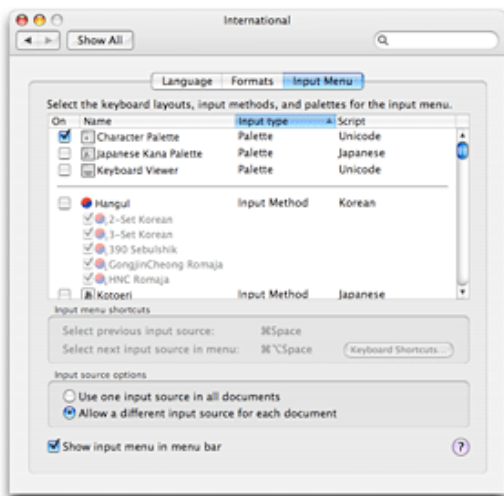 International
Show All
Language Formats Input Menu
Select the keyboard layouts, input methods, and palettes for the input menu.
On Name Input type Script
Character Palette Palette Unicode
Japanese Kana Palette Palette Japanese
Keyboard Viewer Palette Unicode
Hangul Input Method Korean
2-Set Korean
3-Set Korean
390 Sebulshik
GongjinCheong Romaja
HNC Romaja
Kotoeri Input Method Japanese
Input menu shortcuts
Select previous input source: ⌘Space
Select next input source in menu: ⌘⌥Space Keyboard Shortcuts...
Input source options
Use one input source in all documents
Allow a different input source for each document
Show input menu in menu bar ?